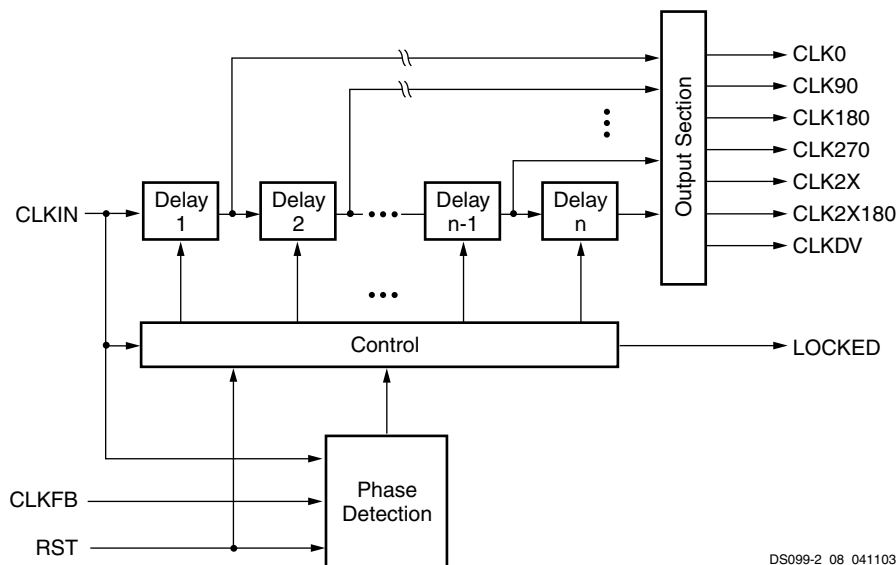 CLK0
CLK90
CLK180
CLK270
CLK2X
CLK2X180
CLKDV
Output Section
CLKIN
Delay
1
Delay
2
Delay
n-1
Delay
n
Control
LOCKED
Phase
Detection
CLKFB
RST
DS099-2_08_041103